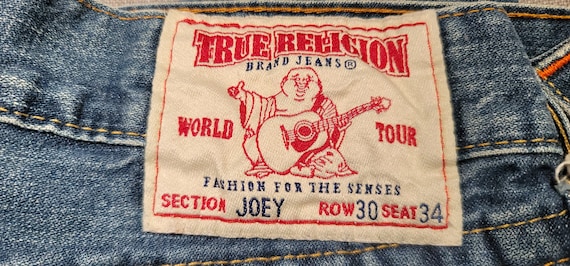 TRUE RELIGION
BRAND JEANS®
WORLD TOUR
FASHION FOR THE SENSES
SECTION JOEY ROW 30 SEAT 34